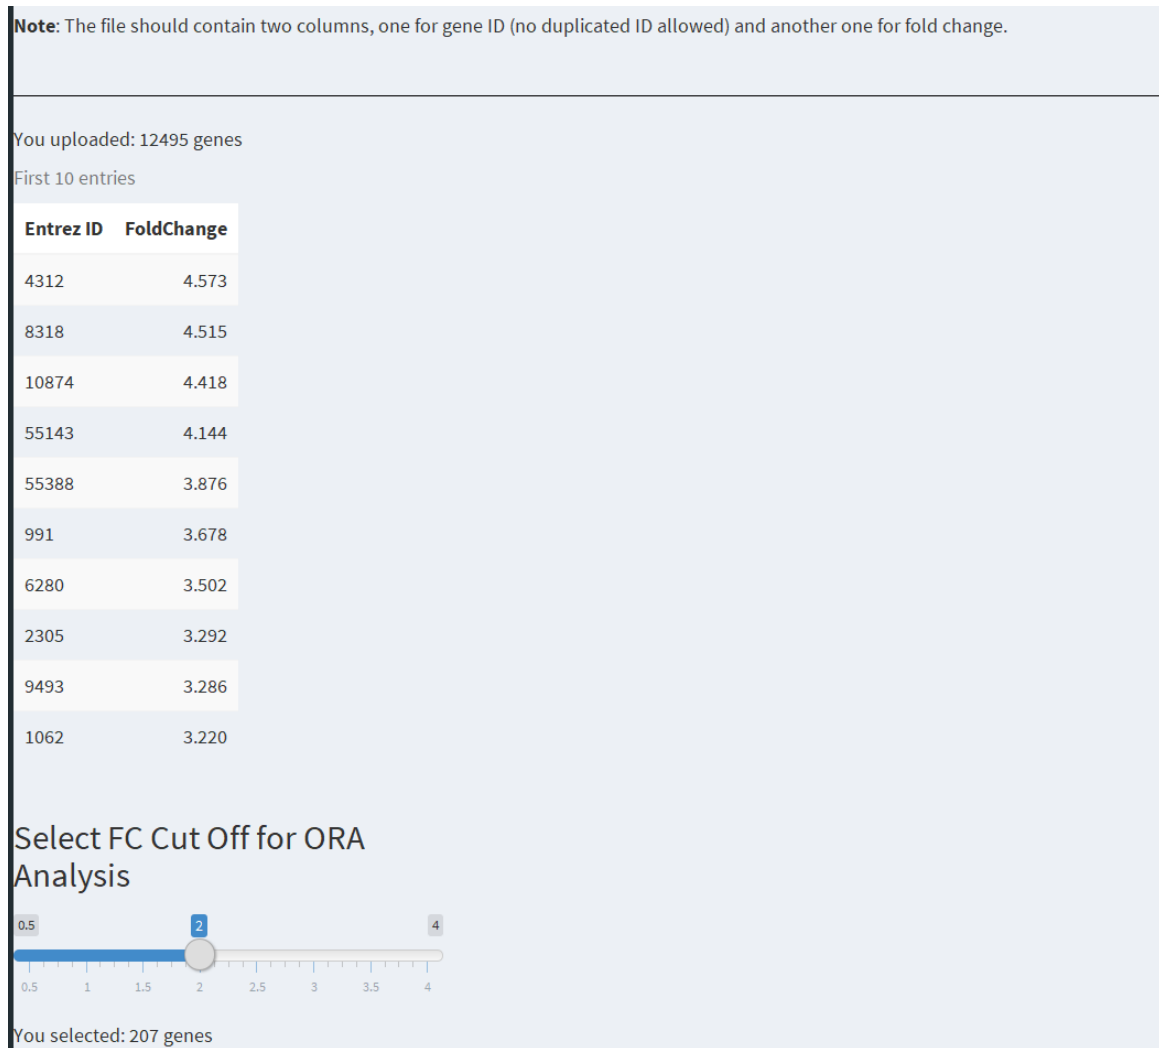 Note: The file should contain two columns, one for gene ID (no duplicated ID allowed) and another one for fold change.
You uploaded: 12495 genes
First 10 entries
Entrez ID FoldChange
4312 4.573
8318 4.515
10874 4.418
55143 4.144
55388 3.876
991 3.678
6280 3.502
2305 3.292
9493 3.286
1062 3.220
Select FC Cut Off for ORA
Analysis
0.5 2 4
0.5 1 1.5 2 2.5 3 3.5 4
You selected: 207 genes